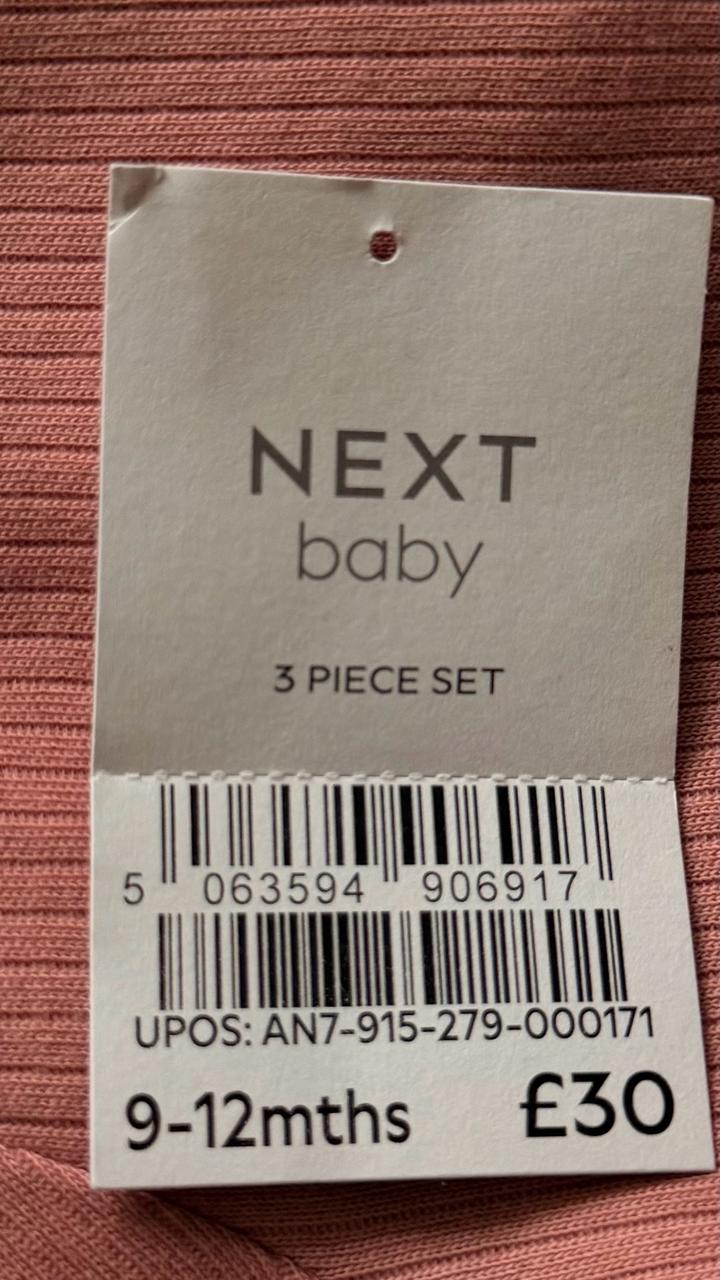 NEXT
baby
3 PIECE SET
5 063594 906917
UPOS: AN7-915-279-000171
9-12mths £30